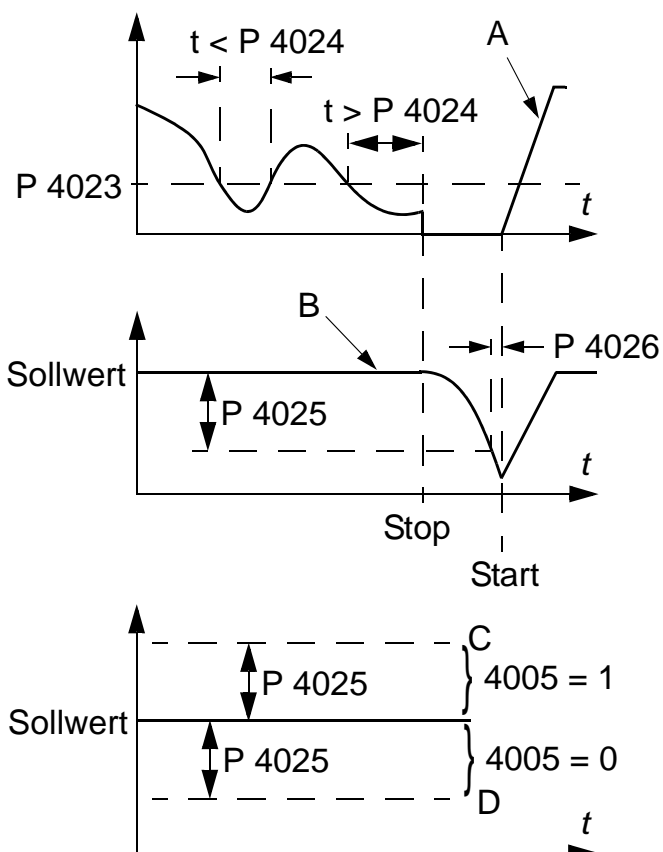 A
t < P 4024
t > P 4024
P 4023
t
B
P 4026
Sollwert
P 4025
t
Stop
Start
C
P 4025
4005 = 1
Sollwert
P 4025
4005 = 0
D
t